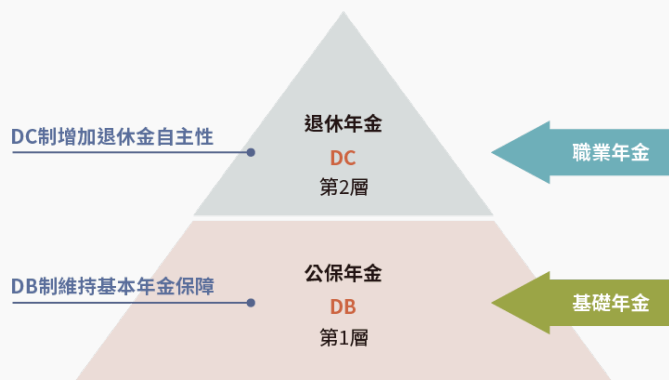 退休年金
DC制增加退休金自主性
DC
職業年金
第2層
公保年金
DB制維持基本年金保障
DB
基礎年金
第1層